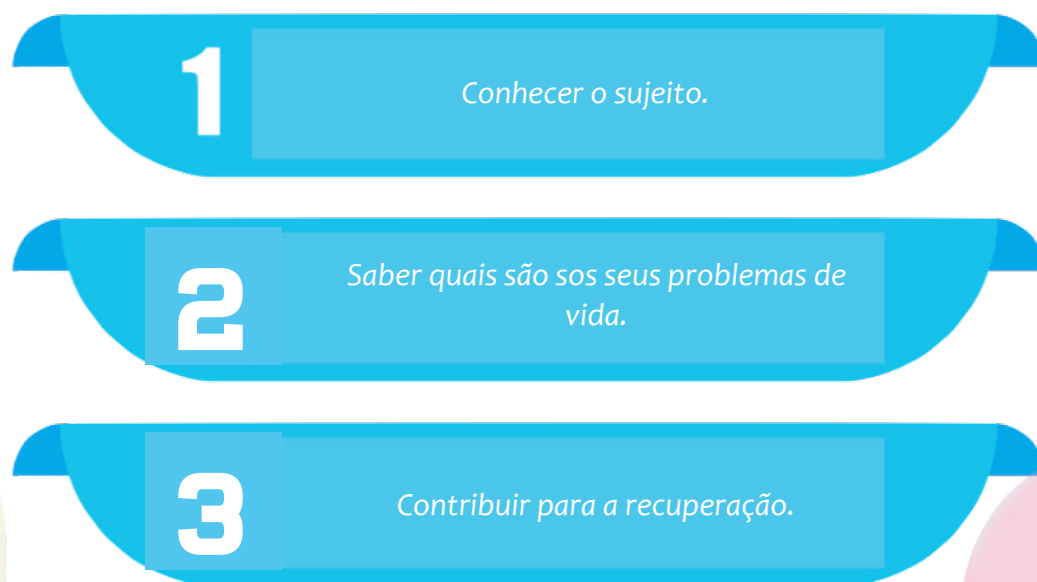 1
Conhecer o sujeito.
2
Saber quais são sos seus problemas de
vida.
3
Contribuir para a recuperação.